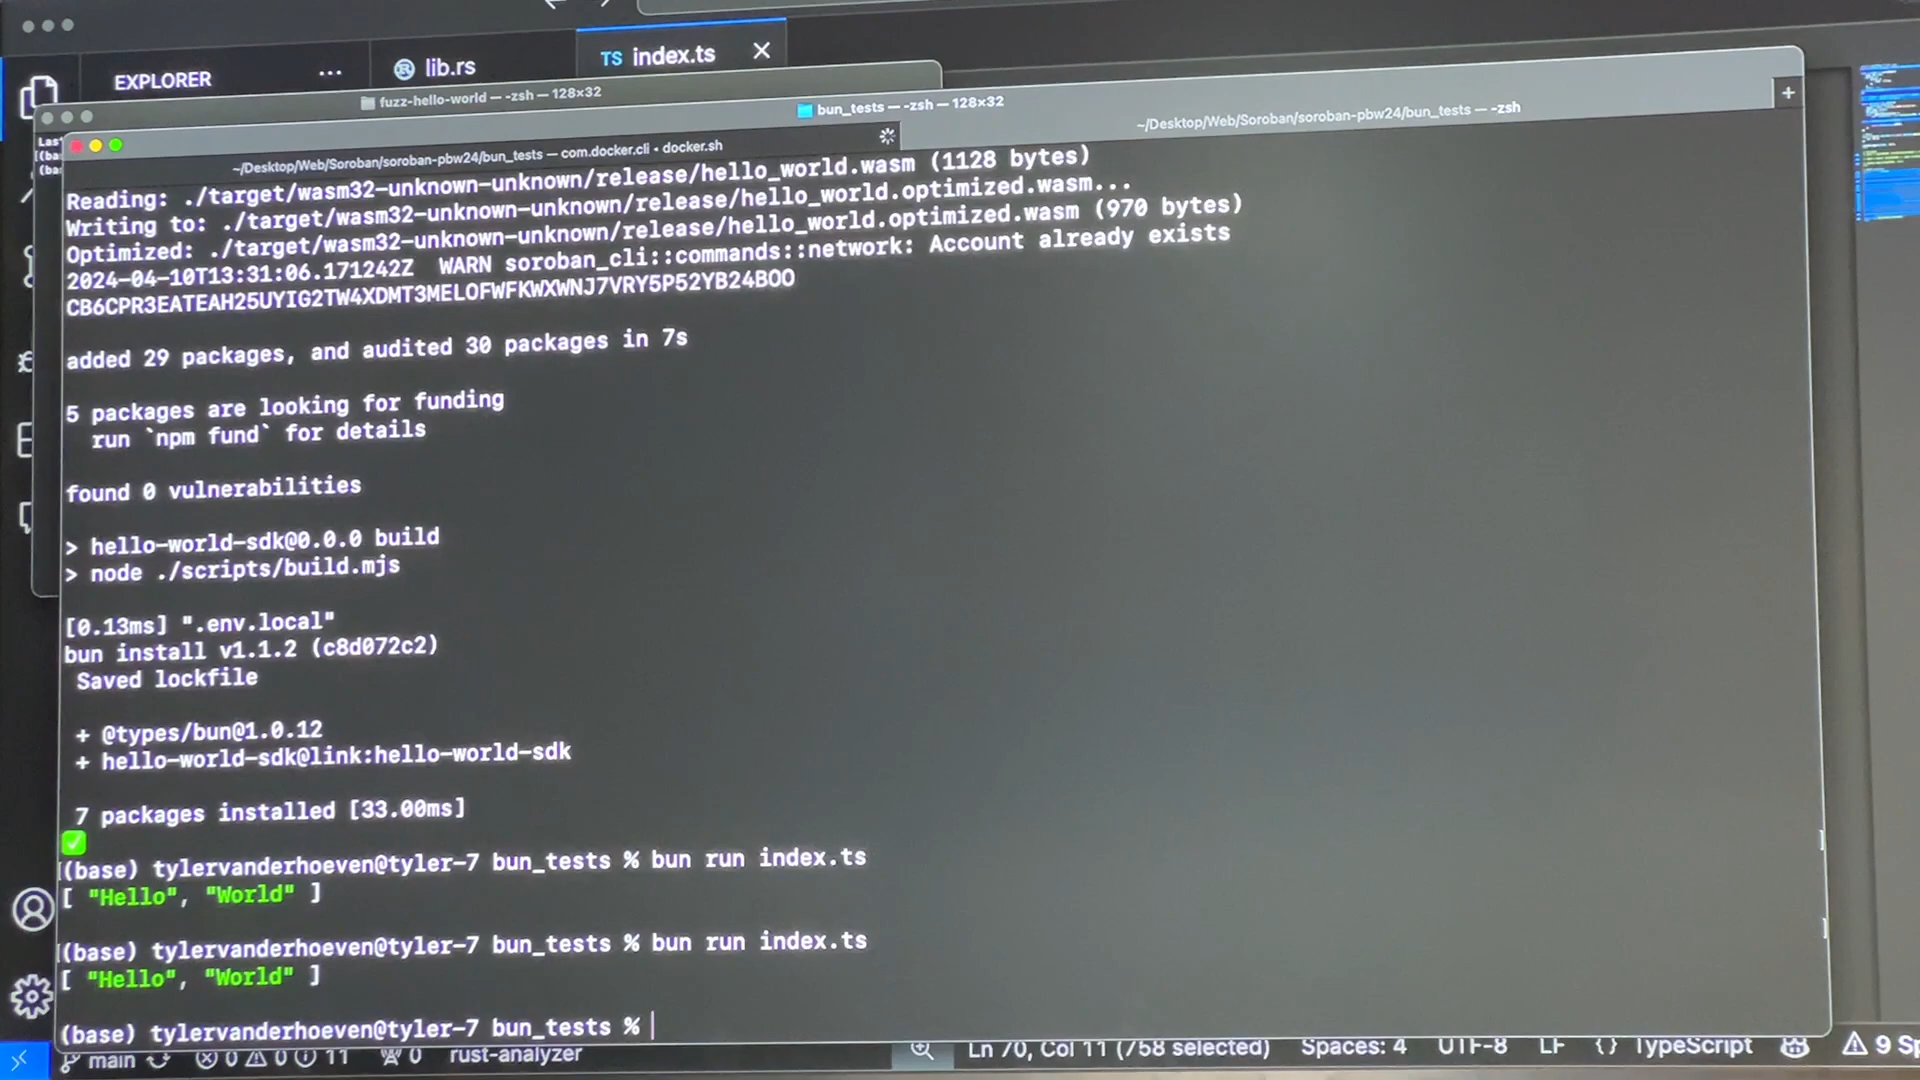 EXPLORER
lib.rs
TS index.ts
fuzz-hello-world — -zsh — 128×32
bun_tests — -zsh — 128×32
~/Desktop/Web/Soroban/soroban-pbw24/bun_tests — com.docker.cli • docker.sh
~/Desktop/Web/Soroban/soroban-pbw24/bun_tests — -zsh
Reading: ./target/wasm32-unknown-unknown/release/hello_world.wasm (1128 bytes)
Writing to: ./target/wasm32-unknown-unknown/release/hello_world.optimized.wasm...
Optimized: ./target/wasm32-unknown-unknown/release/hello_world.optimized.wasm (970 bytes)
2024-04-10T13:31:06.171242Z  WARN soroban_cli::commands::network: Account already exists
CB6CPR3EATEAH25UYIG2TW4XDMT3MELOFWFKWXWNJ7VRY5P52YB24BOO
added 29 packages, and audited 30 packages in 7s
5 packages are looking for funding
run `npm fund` for details
found 0 vulnerabilities
> hello-world-sdk@0.0.0 build
> node ./scripts/build.mjs
[0.13ms] ".env.local"
bun install v1.1.2 (c8d072c2)
Saved lockfile
+ @types/bun@1.0.12
+ hello-world-sdk@link:hello-world-sdk
7 packages installed [33.00ms]
(base) tylervanderhoeven@tyler-7 bun_tests % bun run index.ts
[ "Hello", "World" ]
(base) tylervanderhoeven@tyler-7 bun_tests % bun run index.ts
[ "Hello", "World" ]
(base) tylervanderhoeven@tyler-7 bun_tests %
main 0 0 11 0 rust-analyzer Ln 70, Col 11 (758 selected) Spaces: 4 UTF-8 LF {} TypeScript 9 Sp